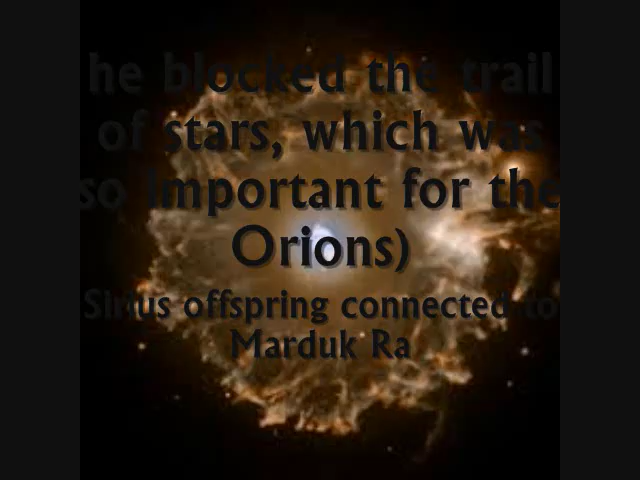 he blocked the trail
of stars, which was
so important for the
Orions)
Sirius offspring connected to
Marduk Ra